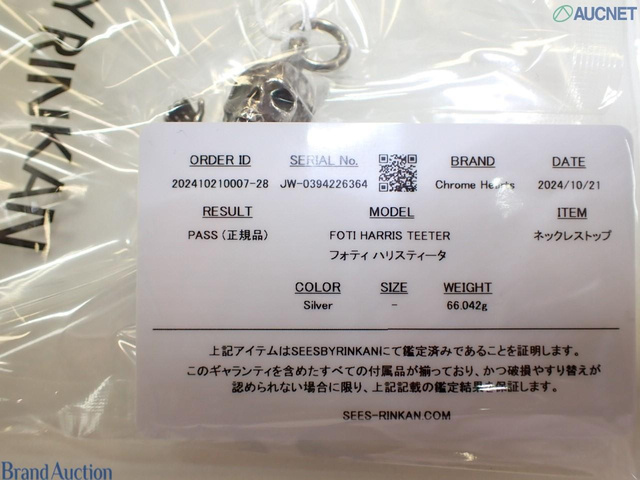 AUCNET
YRINKAN
ORDER ID
202410210007-28
SERIAL No.
JW-0394226364
BRAND
Chrome Hearts
DATE
2024/10/21
RESULT
PASS (正規品)
MODEL
FOTI HARRIS TEETER
フォティ ハリスティータ
ITEM
ネックレストップ
COLOR
Silver
SIZE
-
WEIGHT
66.042g
上記アイテムはSEESBYRINKANにて鑑定済みであることを証明します。
このギャランティを含めたすべての付属品が揃っており、かつ破損やすり替えが
認められない場合に限り、上記記載の鑑定結果を保証します。
SEES-RINKAN.COM
Brand Auction